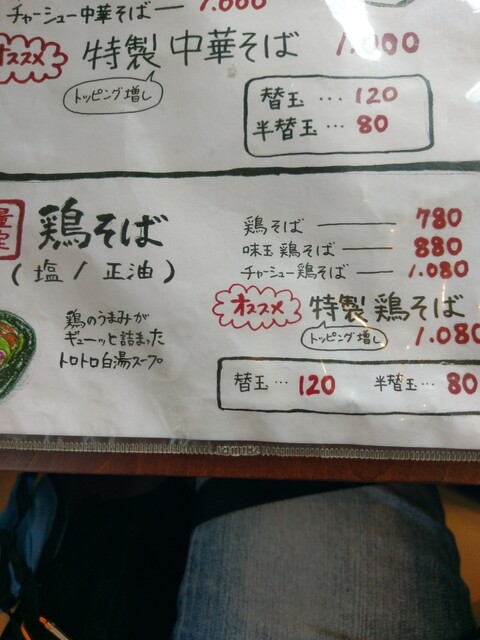 チャーシュー中華そば 1.000
オススメ 特製 中華そば 1.000
トッピング増し
替玉 … 120
半替玉 … 80
量定
鶏そば
(塩 / 正油)
鶏のうまみが
ギューッと詰まった
トロトロ白湯スープ
鶏そば 780
味玉鶏そば 880
チャーシュー鶏そば 1.080
オススメ 特製 鶏そば
トッピング増し 1.080
替玉 … 120 半替玉 … 80